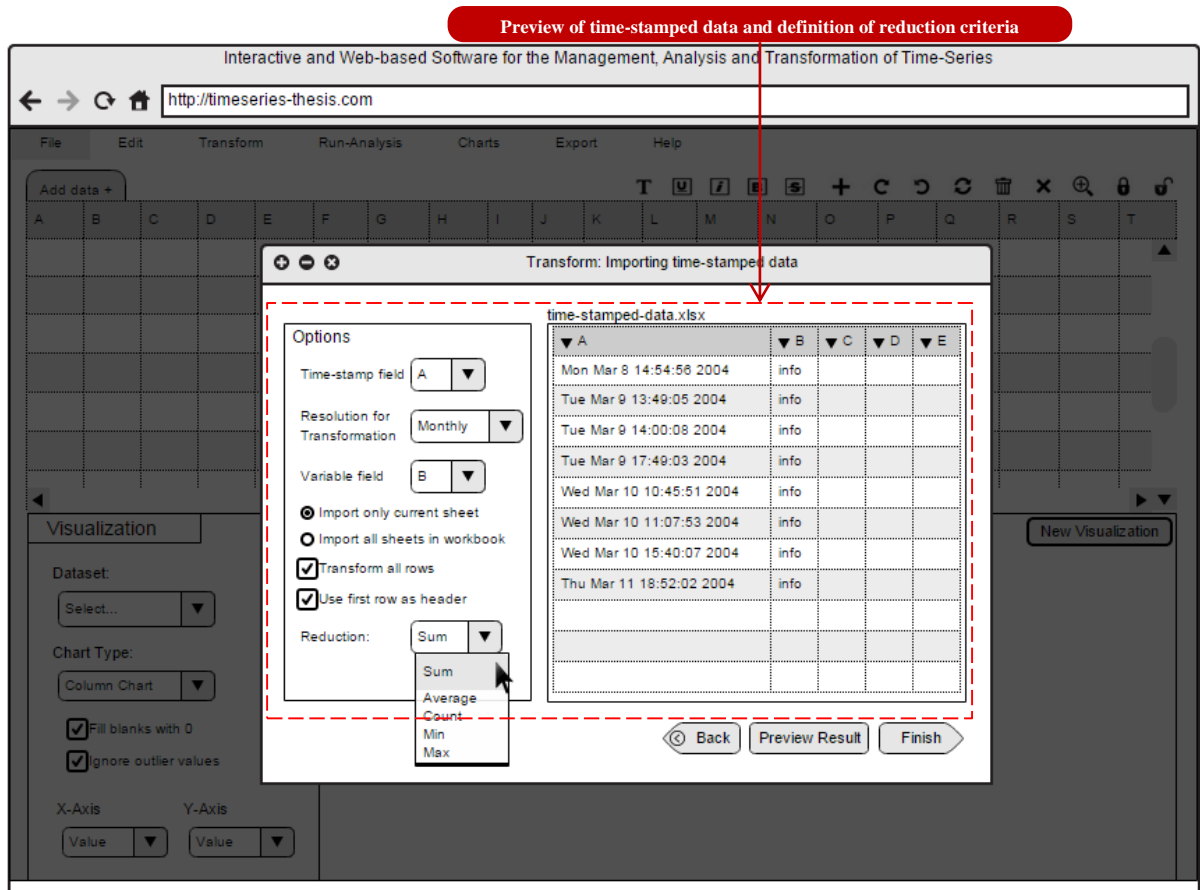 Preview of time-stamped data and definition of reduction criteria
Interactive and Web-based Software for the Management, Analysis and Transformation of Time-Series
http://timeseries-thesis.com
File Edit Transform Run-Analysis Charts Export Help
Add data +
T U I B S
A B C D E F G H I J K L M N O P Q R S T
Transform: Importing time-stamped data
time-stamped-data.xlsx
Options
Time-stamp field A
Resolution for
Transformation
Monthly
Variable field B
Import only current sheet
Import all sheets in workbook
Transform all rows
Use first row as header
Reduction: Sum
Sum
Average
Count
Min
Max
A B C D E
Mon Mar 8 14:54:56 2004 info
Tue Mar 9 13:49:05 2004 info
Tue Mar 9 14:00:08 2004 info
Tue Mar 9 17:49:03 2004 info
Wed Mar 10 10:45:51 2004 info
Wed Mar 10 11:07:53 2004 info
Wed Mar 10 15:40:07 2004 info
Thu Mar 11 18:52:02 2004 info
Back Preview Result Finish
Visualization
New Visualization
Dataset:
Select...
Chart Type:
Column Chart
Fill blanks with 0
Ignore outlier values
X-Axis Y-Axis
Value Value